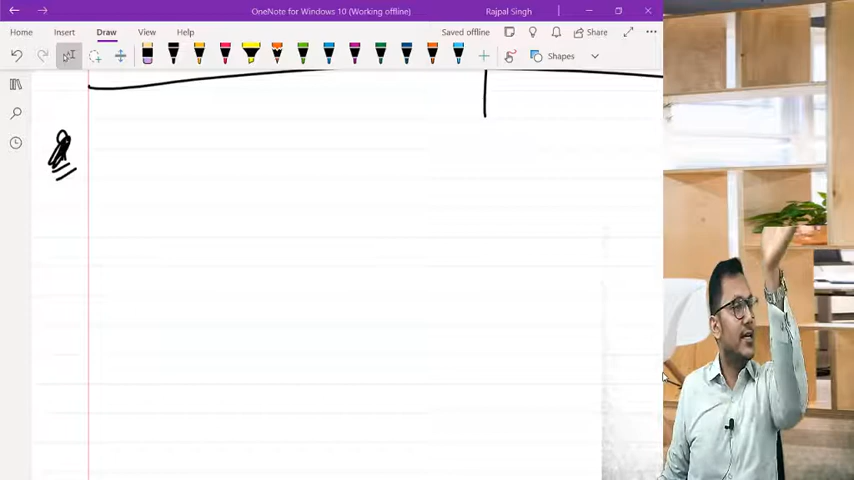 OneNote for Windows 10 (Working offline)
Rajpal Singh
Home Insert Draw View Help
Saved offline
Share
Shapes